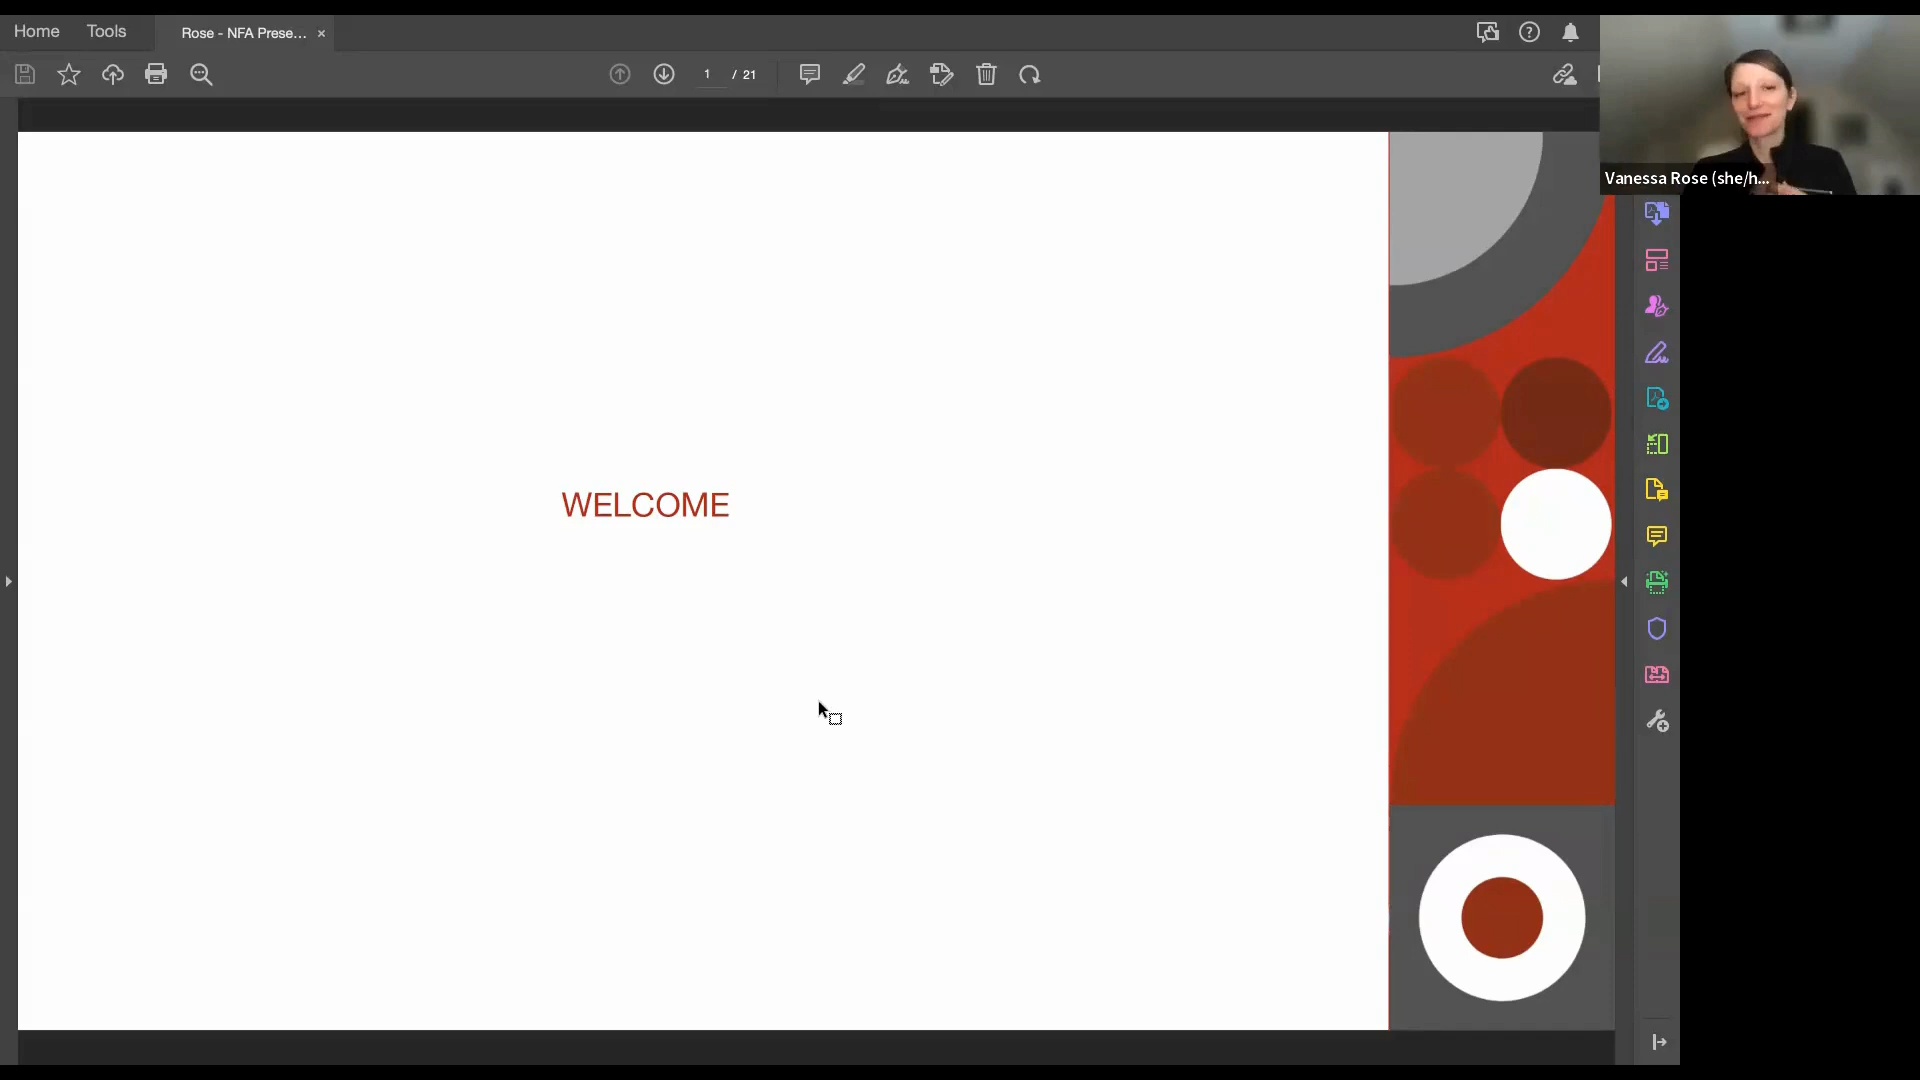 Home
Tools
Rose - NFA Prese...
1 / 21
Vanessa Rose (she/h...
WELCOME